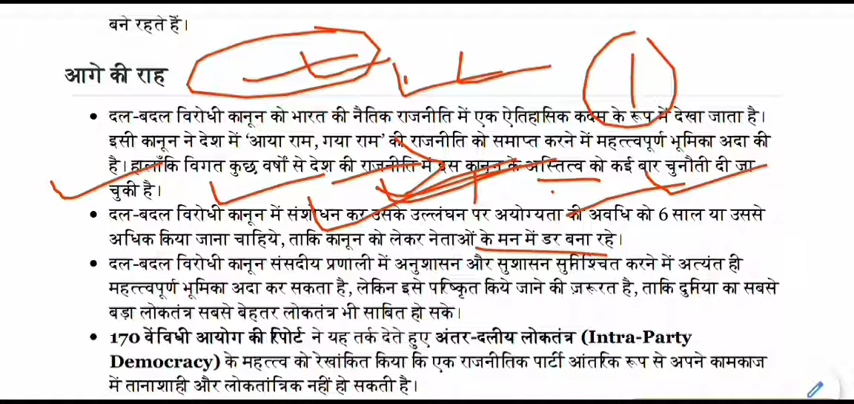 बने रहते हैं।
आगे की राह
• दल-बदल विरोधी कानून को भारत की नैतिक राजनीति में एक ऐतिहासिक कदम के रूप में देखा जाता है।
इसी कानून ने देश में 'आया राम, गया राम' की राजनीति को समाप्त करने में महत्त्वपूर्ण भूमिका अदा की
है। हालाँकि विगत कुछ वर्षों से देश की राजनीति में इस कानून के अस्तित्व को कई बार चुनौती दी जा
चुकी है।
• दल-बदल विरोधी कानून में संशोधन कर उसके उल्लंघन पर अयोग्यता की अवधि को 6 साल या उससे
अधिक किया जाना चाहिये, ताकि कानून को लेकर नेताओं के मन में डर बना रहे।
• दल-बदल विरोधी कानून संसदीय प्रणाली में अनुशासन और सुशासन सुनिश्चित करने में अत्यंत ही
महत्त्वपूर्ण भूमिका अदा कर सकता है, लेकिन इसे परिष्कृत किये जाने की ज़रूरत है, ताकि दुनिया का सबसे
बड़ा लोकतंत्र सबसे बेहतर लोकतंत्र भी साबित हो सके।
• 170 वें विधी आयोग की रिपोर्ट ने यह तर्क देते हुए अंतर-दलीय लोकतंत्र (Intra-Party
Democracy) के महत्त्व को रेखांकित किया कि एक राजनीतिक पार्टी आंतरिक रूप से अपने कामकाज
में तानाशाही और लोकतांत्रिक नहीं हो सकती है।